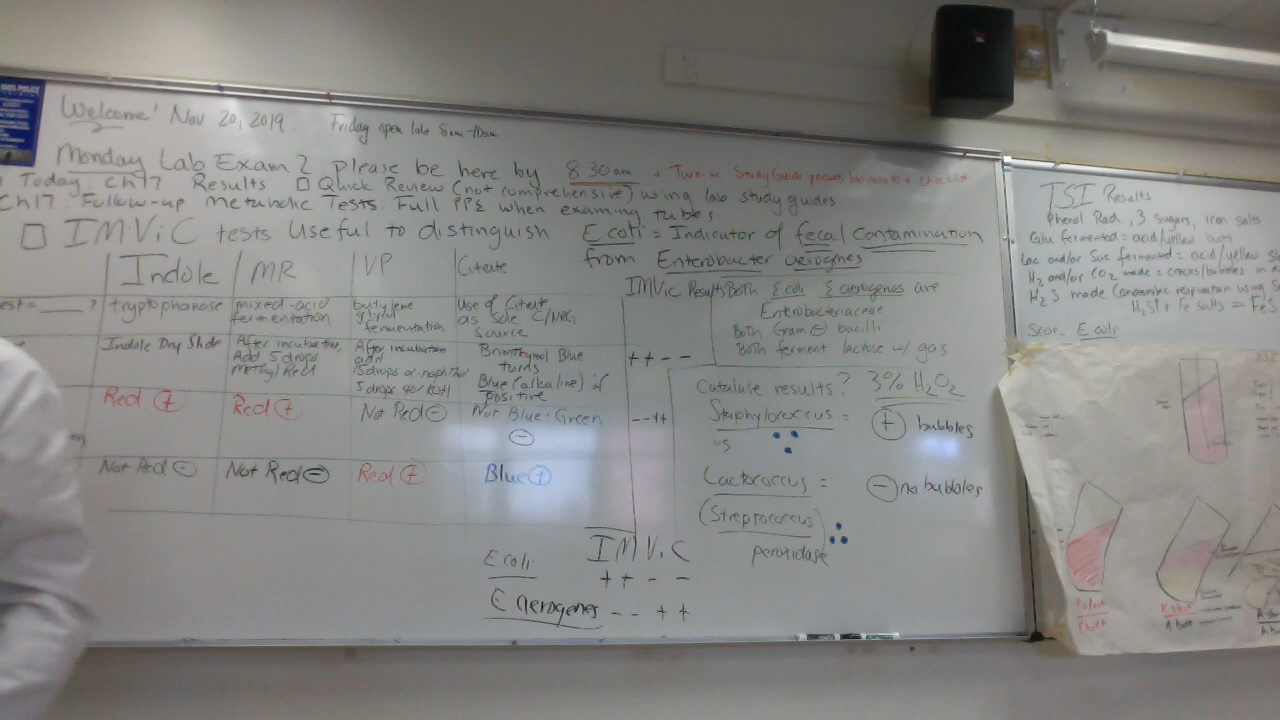 Welcome! Nov 20, 2019 Friday open lab 8am-10am
Monday Lab Exam 2 please be here by 8:30am + Turn in Study Guide
Today Ch17 Results □ Quick Review (not comprehensive) using lab study guides
Ch17. Follow-up Metabolic Tests Full PPE when examining tubes
□ IMViC tests Useful to distinguish E coli = Indicator of fecal contamination
from Enterobacter aerogenes
Indole MR VP Citrate
est = ___ ? tryptophanase mixed-acid fermentation butylene glycol fermentation Use of Citrate as sole C/NRG source
Indole Dry Slide After incubation, Add 5 drops Methyl Red After incubation add 15 drops α-naphthol 5 drops 40% KOH Bromthymol Blue turns Blue (alkaline) if positive
Red + Red + Not Red - Not Blue-Green -
Not Red - Not Red - Red + Blue +
IMViC Results Both E coli & E aerogenes are
Enterobacteriaceae
Both Gram - bacilli
Both ferment lactose w/ gas
++--
--++
Catalase results? 3% H2O2
Staphylococcus = + bubbles
vs
Lactococcus = - no bubbles
(Streptococcus)
peroxidase
IMViC
E coli ++--
E aerogenes --++
TSI Results
Phenol Red, 3 sugars, iron salts
Glu fermented = acid/yellow butt
Lac and/or Suc fermented = acid/yellow sl
H2 and/or CO2 made = cracks/bubbles in a
H2S made (anaerobic respiration using S
H2S + Fe salts = FeS
E coli
K slant
A butt